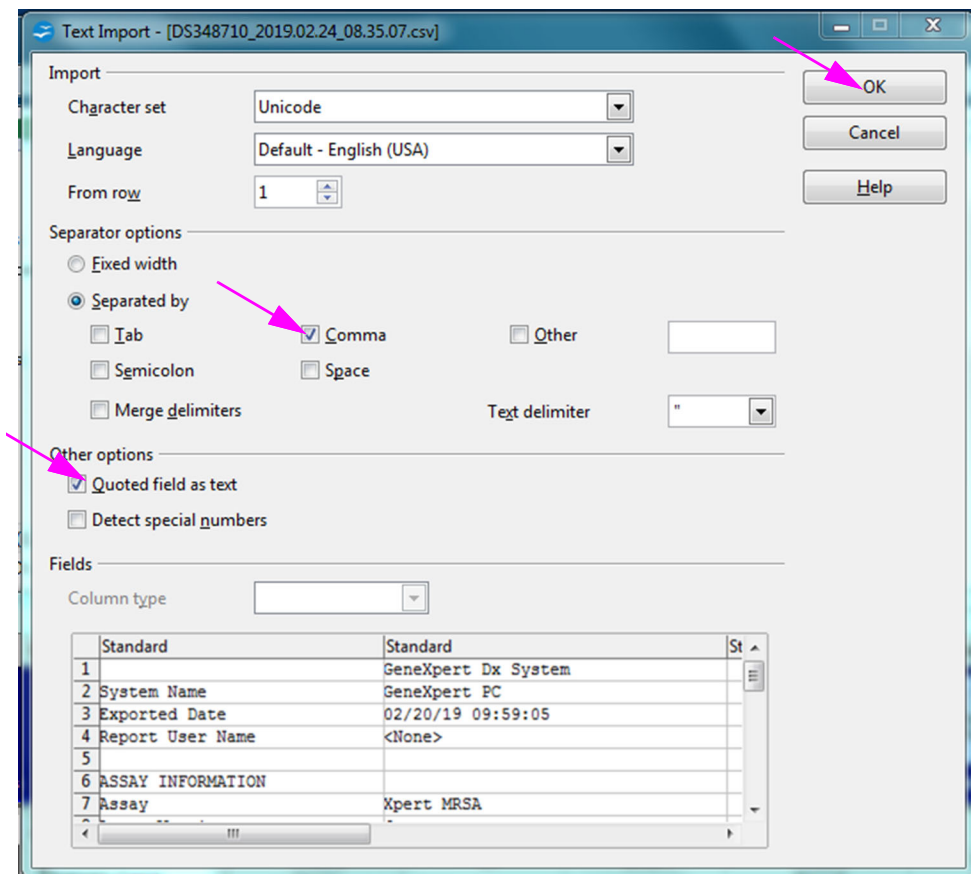 Text Import - [DS348710_2019.02.24_08.35.07.csv]
Import
OK
Character set Unicode
Cancel
Language Default - English (USA)
From row 1
Help
Separator options
Fixed width
Separated by
Tab Comma Other
Semicolon Space
Merge delimiters Text delimiter "
Other options
Quoted field as text
Detect special numbers
Fields
Column type
Standard Standard St
1 GeneXpert Dx System
2 System Name GeneXpert PC
3 Exported Date 02/20/19 09:59:05
4 Report User Name <None>
5
6 ASSAY INFORMATION
7 Assay Xpert MRSA